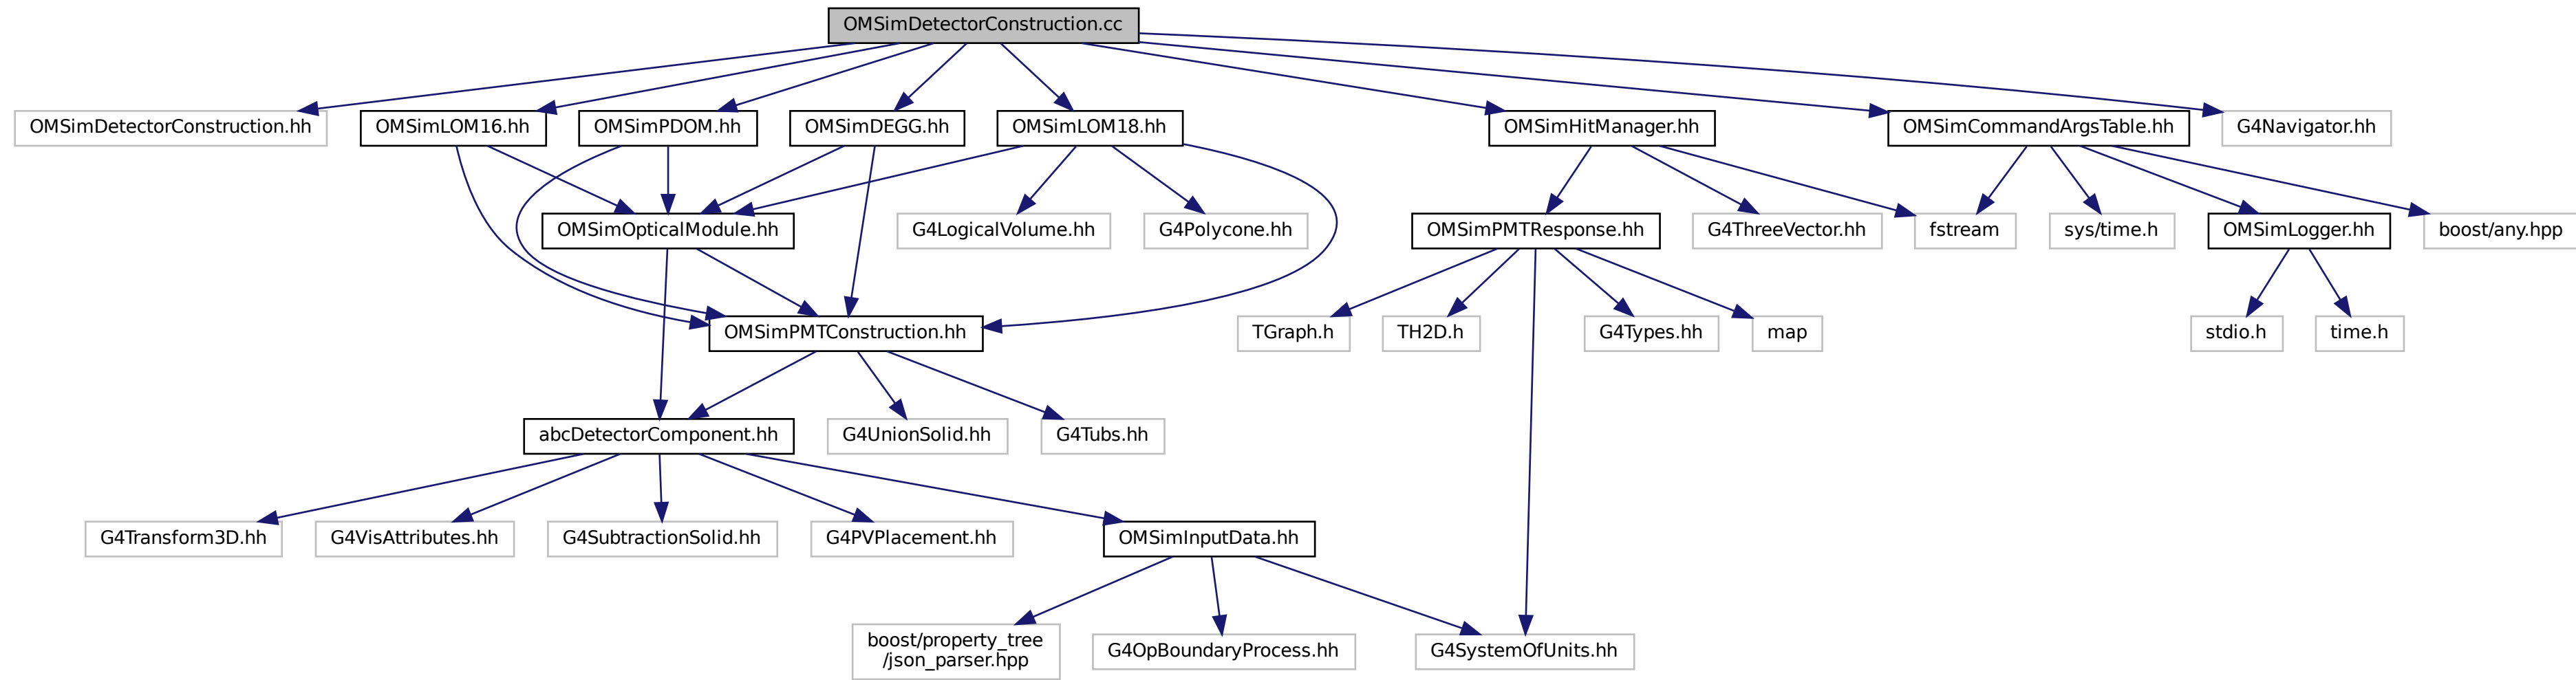 OMSimDetectorConstruction.cc
OMSimDetectorConstruction.hh
OMSimLOM16.hh
OMSimPDOM.hh
OMSimDEGG.hh
OMSimLOM18.hh
OMSimHitManager.hh
OMSimCommandArgsTable.hh
G4Navigator.hh
OMSimOpticalModule.hh
G4LogicalVolume.hh
G4Polycone.hh
OMSimPMTResponse.hh
G4ThreeVector.hh
fstream
sys/time.h
OMSimLogger.hh
boost/any.hpp
OMSimPMTConstruction.hh
TGraph.h
TH2D.h
G4Types.hh
map
stdio.h
time.h
abcDetectorComponent.hh
G4UnionSolid.hh
G4Tubs.hh
G4Transform3D.hh
G4VisAttributes.hh
G4SubtractionSolid.hh
G4PVPlacement.hh
OMSimInputData.hh
boost/property_tree
/json_parser.hpp
G4OpBoundaryProcess.hh
G4SystemOfUnits.hh